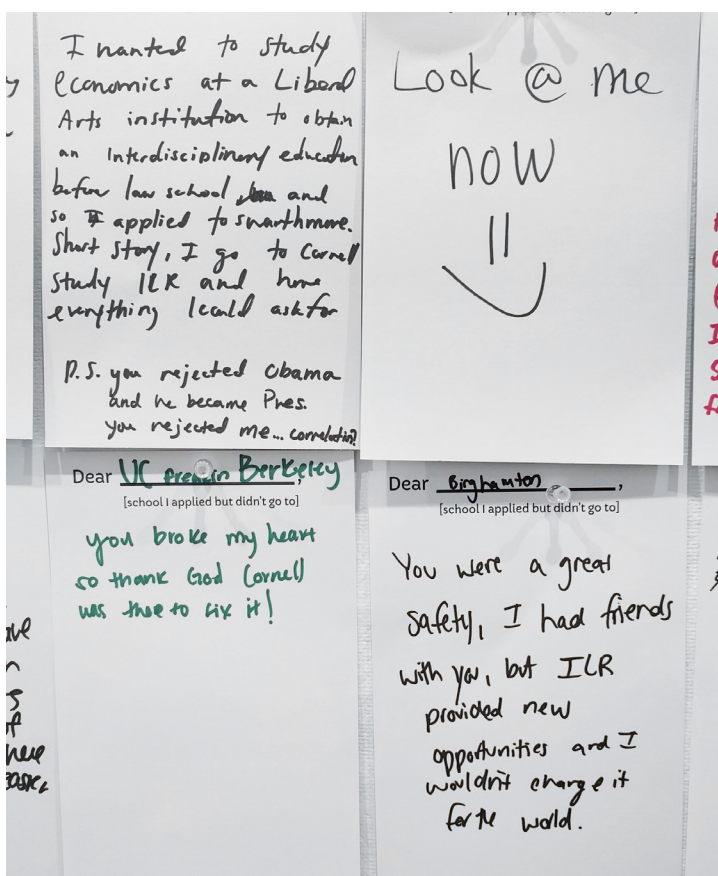 I wanted to study
economics at a Liberal
Arts institution to obtain
an Interdisciplinary education
before law school and
so I applied to swarthmore.
Short story, I go to Cornell
study ILR and have
everything I could ask for
P.S. you rejected Obama
and he became Pres.
you rejected me... correlation?
Look @ me
now
=)
Dear UC Berkeley,
[school I applied but didn't go to]
you broke my heart
so thank God Cornell
was there to fix it!
Dear Binghamton,
[school I applied but didn't go to]
You were a great
safety, I had friends
with you, but ILR
provided new
opportunities and I
wouldn't change it
for the world.
ave
n
s
of
here